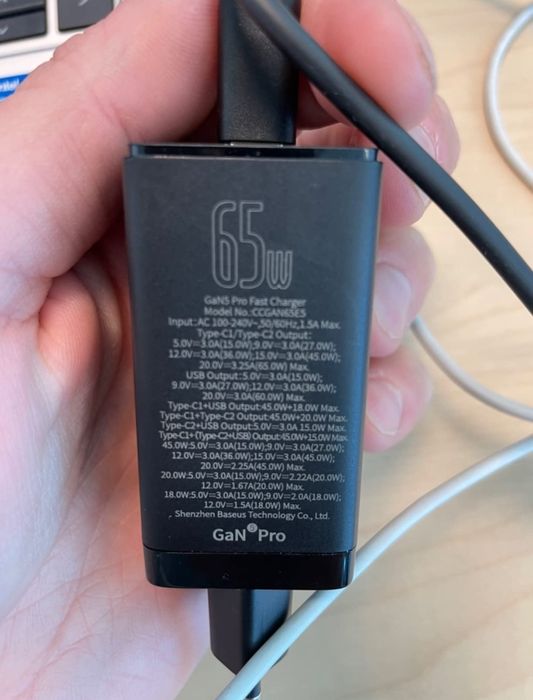 65W
GaN5 Pro Fast Charger
Model No.:CCGAN65E5
Input:AC 100-240V~,50/60Hz,1.5A Max.
Type-C1/Type-C2 Output:
5.0V⎓3.0A(15.0W);9.0V⎓3.0A(27.0W);
12.0V⎓3.0A(36.0W);15.0V⎓3.0A(45.0W);
20.0V⎓3.25A(65.0W) Max.
USB Output:5.0V⎓3.0A(15.0W);
9.0V⎓3.0A(27.0W);12.0V⎓3.0A(36.0W);
20.0V⎓3.0A(60.0W) Max.
Type-C1+USB Output:45.0W+18.0W Max.
Type-C1+Type-C2 Output:45.0W+20.0W Max.
Type-C2+USB Output:5.0V⎓3.0A 15.0W Max.
Type-C1+(Type-C2+USB) Output:45.0W+15.0W Max.
45.0W:5.0V⎓3.0A(15.0W);9.0V⎓3.0A(27.0W);
12.0V⎓3.0A(36.0W);15.0V⎓3.0A(45.0W);
20.0V⎓2.25A(45.0W) Max.
20.0W:5.0V⎓3.0A(15.0W);9.0V⎓2.22A(20.0W);
12.0V⎓1.67A(20.0W) Max.
18.0W:5.0V⎓3.0A(15.0W);9.0V⎓2.0A(18.0W);
12.0V⎓1.5A(18.0W) Max.
Shenzhen Baseus Technology Co., Ltd.
GaN5 Pro